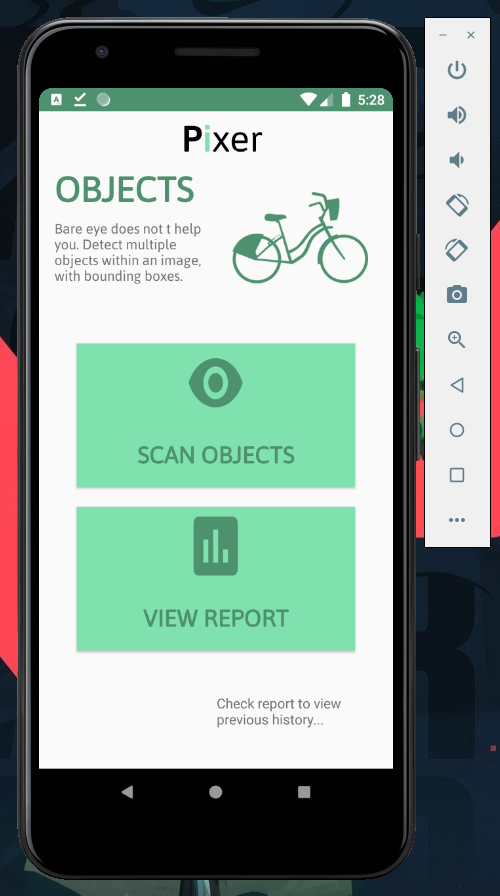 A
5:28
Pixer
OBJECTS
Bare eye does not t help
you. Detect multiple
objects within an image,
with bounding boxes.
SCAN OBJECTS
VIEW REPORT
Check report to view
previous history...